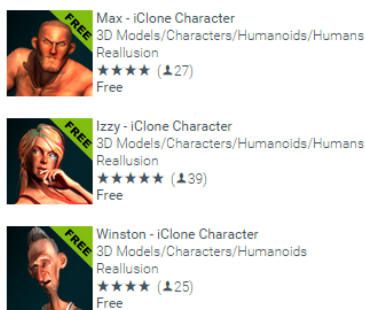 FREE
Max - iClone Character
3D Models/Characters/Humanoids/Humans
Reallusion
★★★★ (27)
Free
FREE
Izzy - iClone Character
3D Models/Characters/Humanoids/Humans
Reallusion
★★★★★ (39)
Free
FREE
Winston - iClone Character
3D Models/Characters/Humanoids
Reallusion
★★★★ (25)
Free